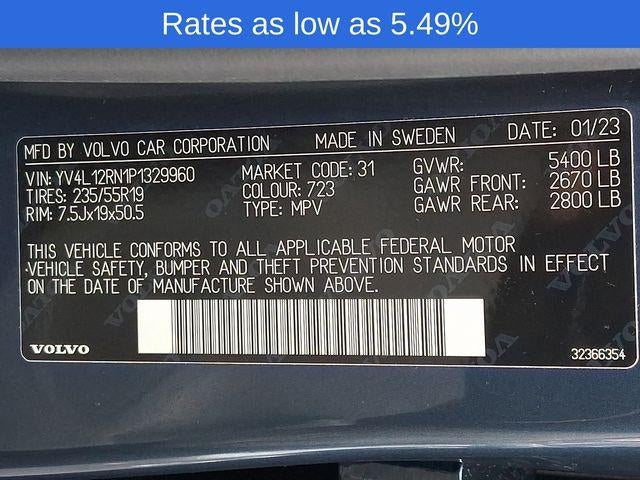 Rates as low as 5.49%
MFD BY VOLVO CAR CORPORATION MADE IN SWEDEN DATE: 01/23
VIN: YV4L12RN1P1329960 MARKET CODE: 31 GVWR: 5400 LB
TIRES: 235/55R19 COLOUR: 723 GAWR FRONT: 2670 LB
RIM: 7.5Jx19x50.5 TYPE: MPV GAWR REAR: 2800 LB
THIS VEHICLE CONFORMS TO ALL APPLICABLE FEDERAL MOTOR
VEHICLE SAFETY, BUMPER AND THEFT PREVENTION STANDARDS IN EFFECT
ON THE DATE OF MANUFACTURE SHOWN ABOVE.
VOLVO 32366354